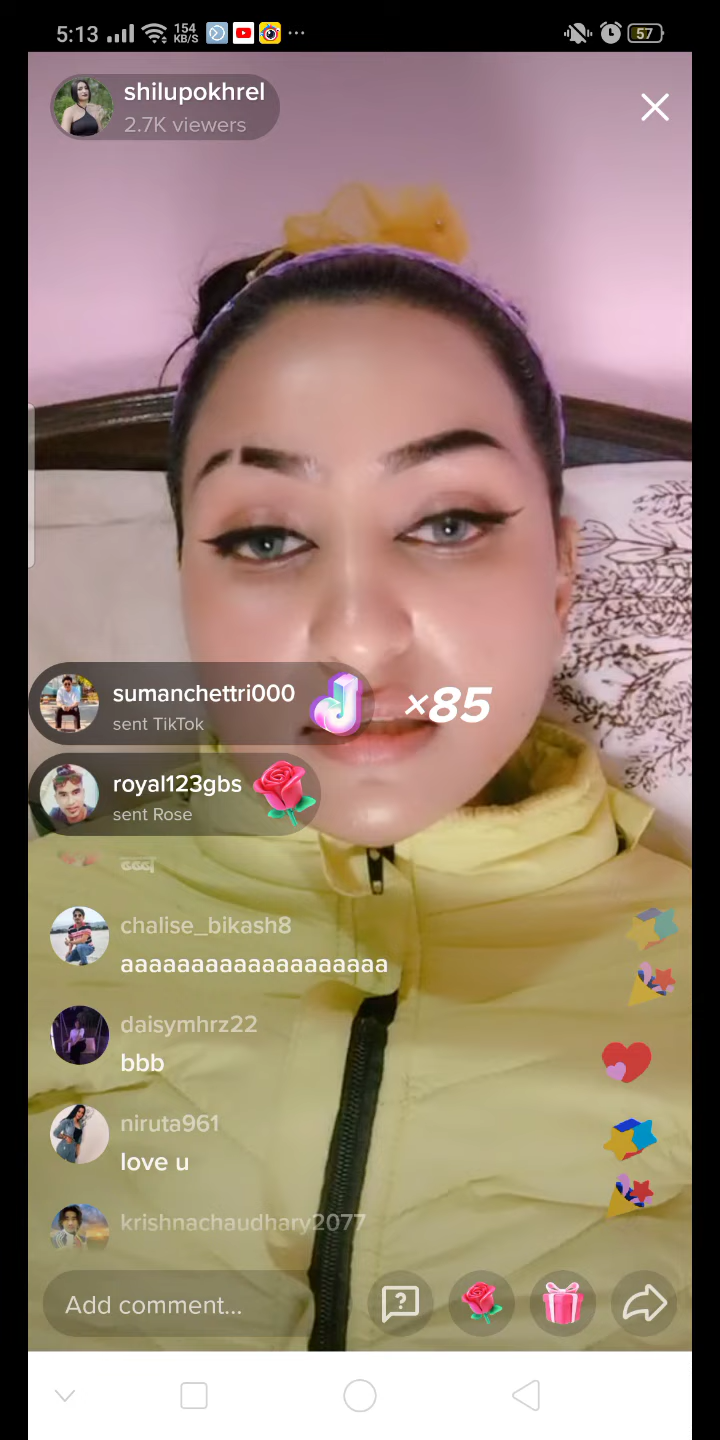 5:13
154
KB/S
57
shilupokhrel
2.7K viewers
sumanchettri000
sent TikTok
×85
royal123gbs
sent Rose
chalise_bikash8
aaaaaaaaaaaaaaaaaaa
daisymhrz22
bbb
niruta961
love u
krishnachaudhary2077
Add comment...